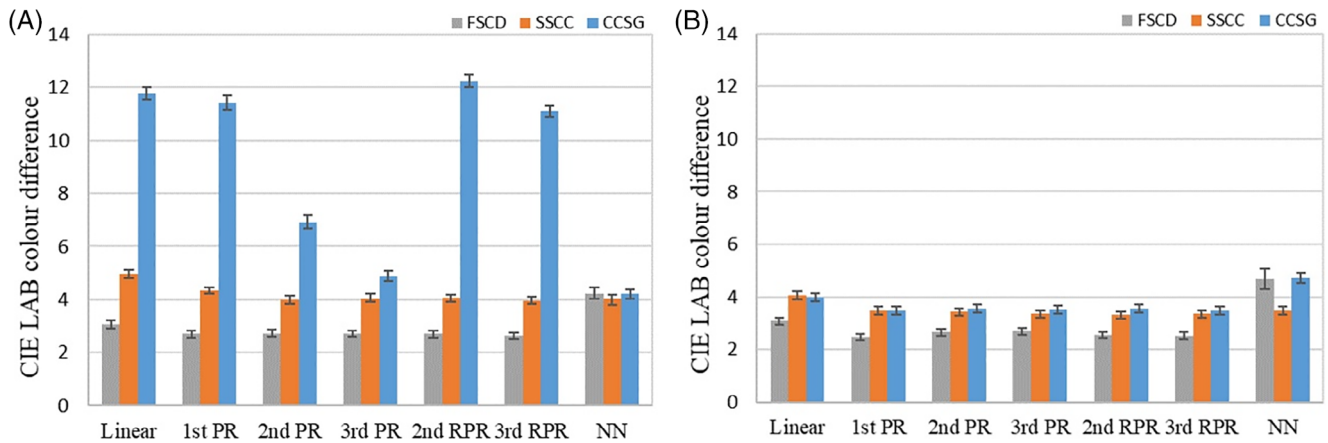 (A)
FSCD SSCC CCSG
14
12
10
8
6
4
2
0
CIE LAB colour difference
Linear 1st PR 2nd PR 3rd PR 2nd RPR 3rd RPR NN
(B)
FSCD SSCC CCSG
14
12
10
8
6
4
2
0
CIE LAB colour difference
Linear 1st PR 2nd PR 3rd PR 2nd RPR 3rd RPR NN